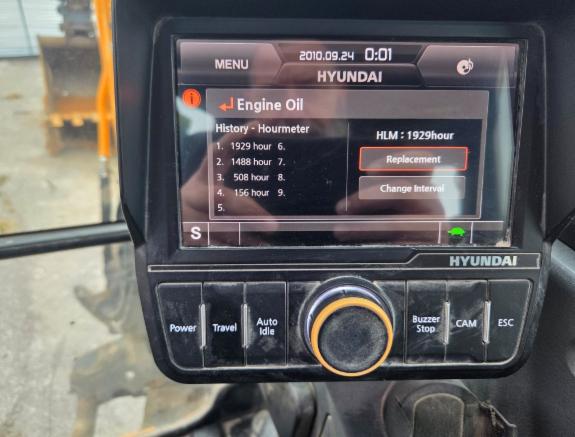 MENU 2010.09.24 0:01
HYUNDAI
Engine Oil
History - Hourmeter
HLM : 1929hour
1. 1929 hour 6.
2. 1488 hour 7.
3. 508 hour 8.
4. 156 hour 9.
5.
Replacement
Change Interval
S
HYUNDAI
Power
Travel
Auto
Idle
Buzzer
Stop
CAM
ESC